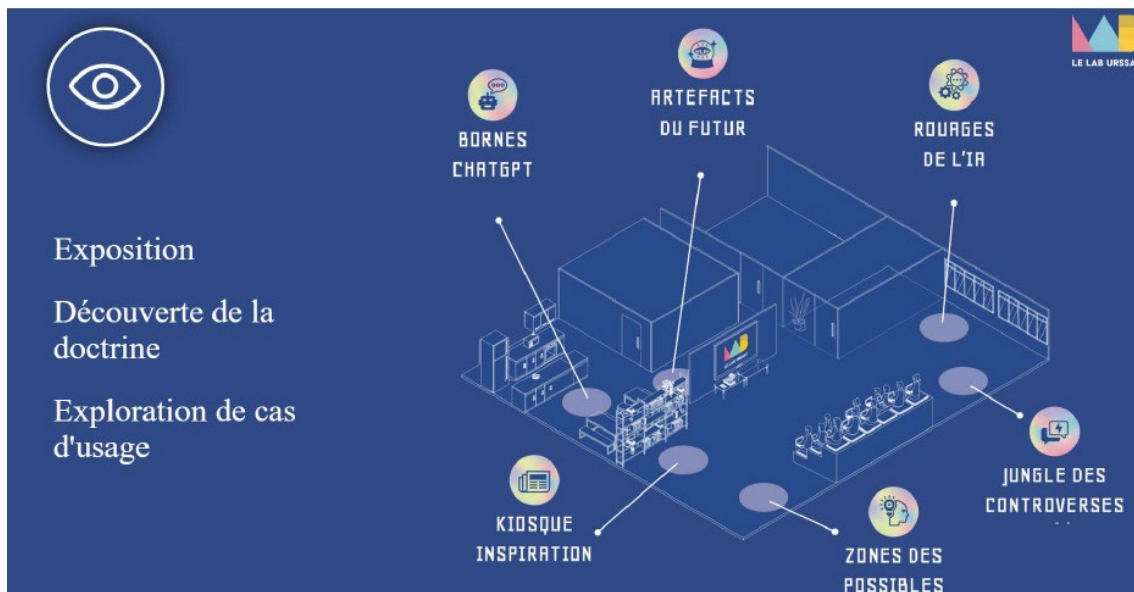 LE LAB URSSA
ARTEFACTS
DU FUTUR
BORNES
CHATGPT
ROUAGES
DE L'IA
Exposition
Découverte de la
doctrine
Exploration de cas
d'usage
JUNGLE DES
CONTROVERSES
KIOSQUE
INSPIRATION
ZONES DES
POSSIBLES